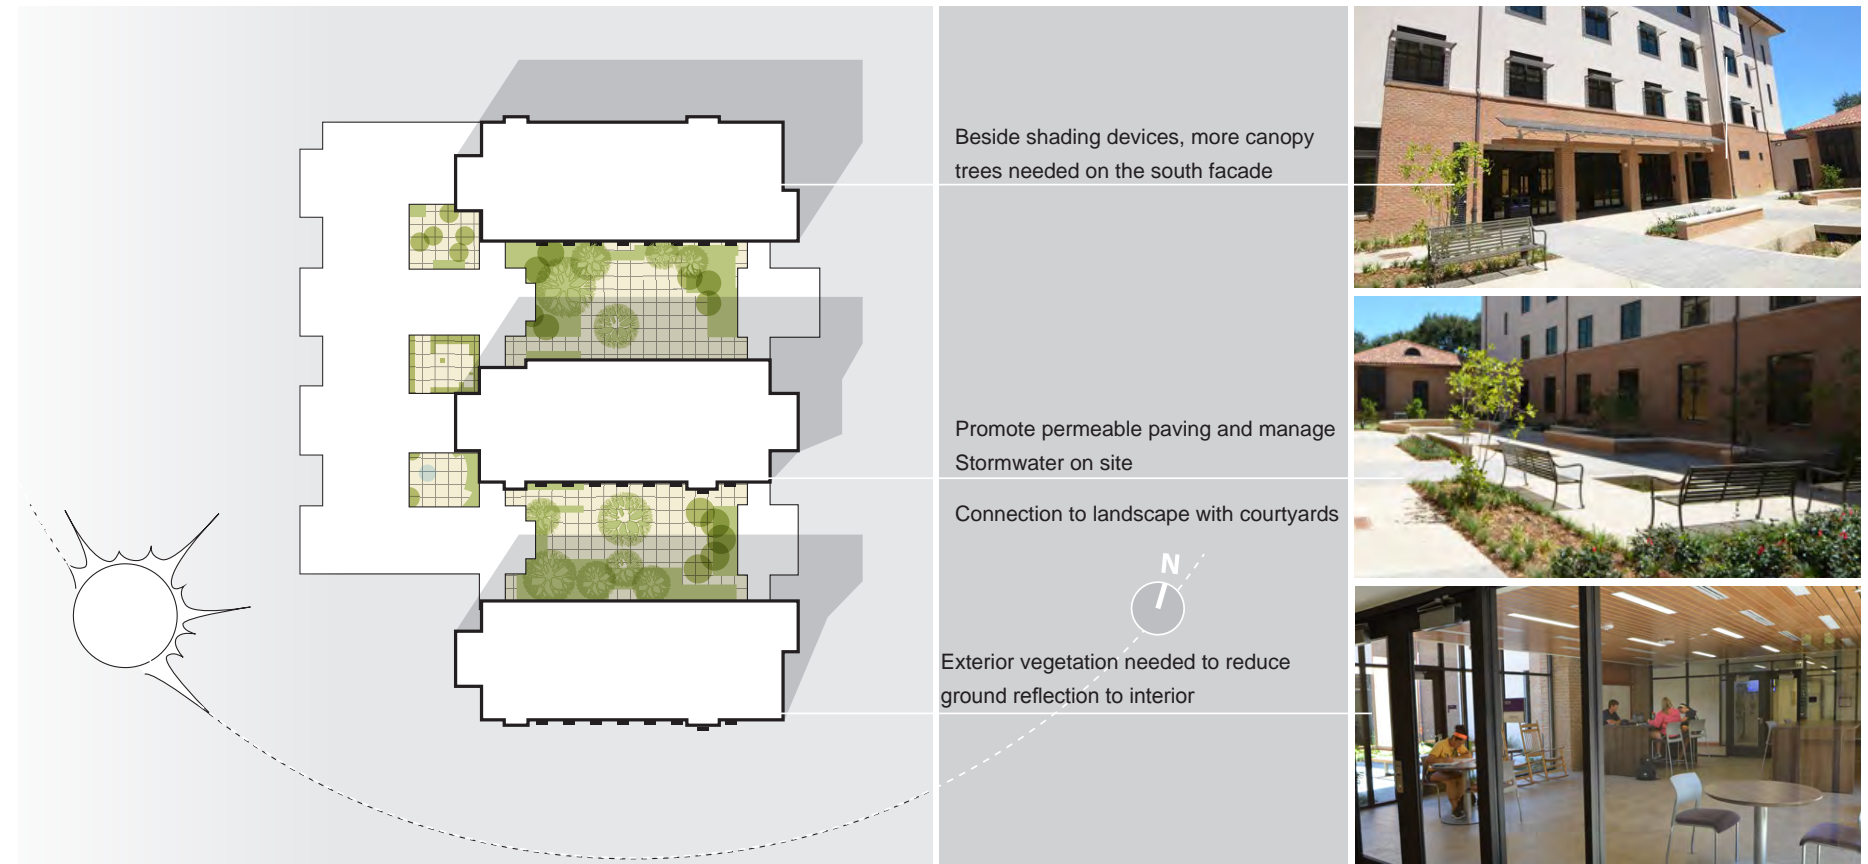 Beside shading devices, more canopy
trees needed on the south facade
Promote permeable paving and manage
Stormwater on site
Connection to landscape with courtyards
N
Exterior vegetation needed to reduce
ground reflection to interior